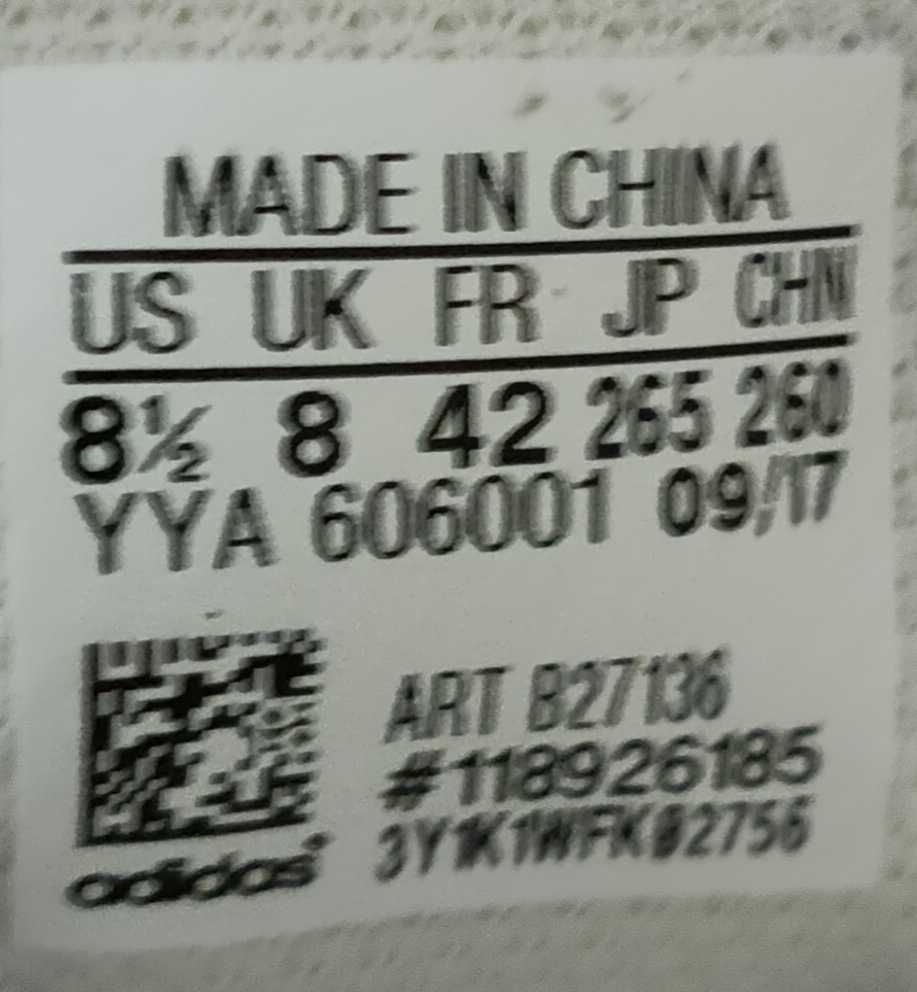 MADE IN CHINA
US UK FR JP CHN
8½ 8 42 265 260
YYA 606001 09/17
ART B27136
#118926185
3Y1K1WFK02756
adidas